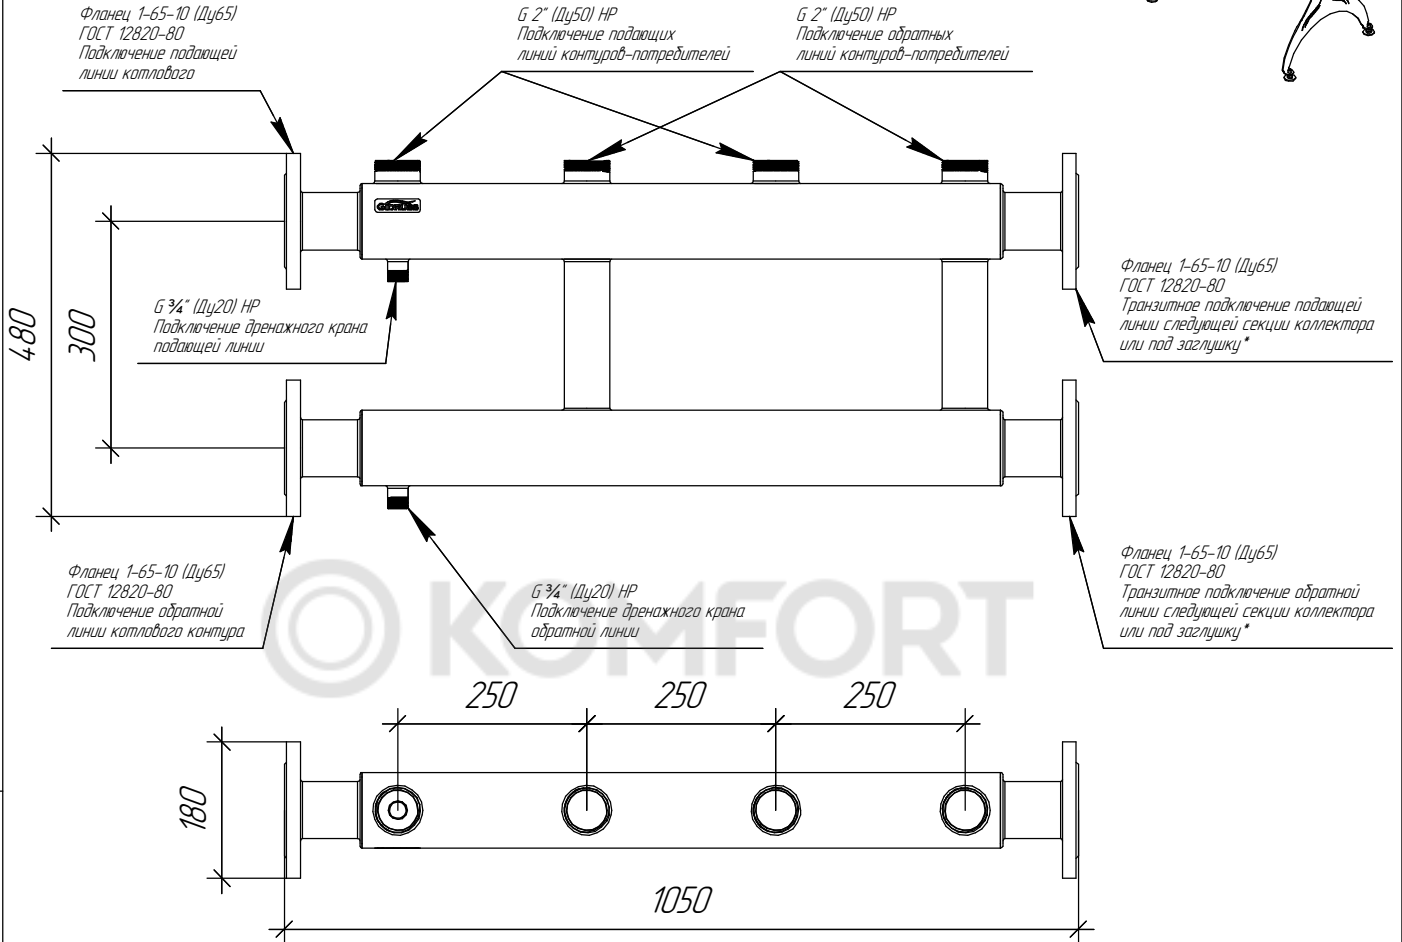 Фланец 1-65-10 (Ду65)
ГОСТ 12820-80
Подключение подающей
линии котлового
G 2" (Ду50) НР
Подключение подающих
линий контуров-потребителей
G 2" (Ду50) НР
Подключение обратных
линий контуров-потребителей
480
300
G ¾" (Ду20) НР
Подключение дренажного крана
подающей линии
Фланец 1-65-10 (Ду65)
ГОСТ 12820-80
Транзитное подключение подающей
линии следующей секции коллектора
или под заглушку*
Фланец 1-65-10 (Ду65)
ГОСТ 12820-80
Подключение обратной
линии котлового контура
G ¾" (Ду20) НР
Подключение дренажного крана
обратной линии
Фланец 1-65-10 (Ду65)
ГОСТ 12820-80
Транзитное подключение обратной
линии следующей секции коллектора
или под заглушку*
KOMFORT
250
250
250
180
1050